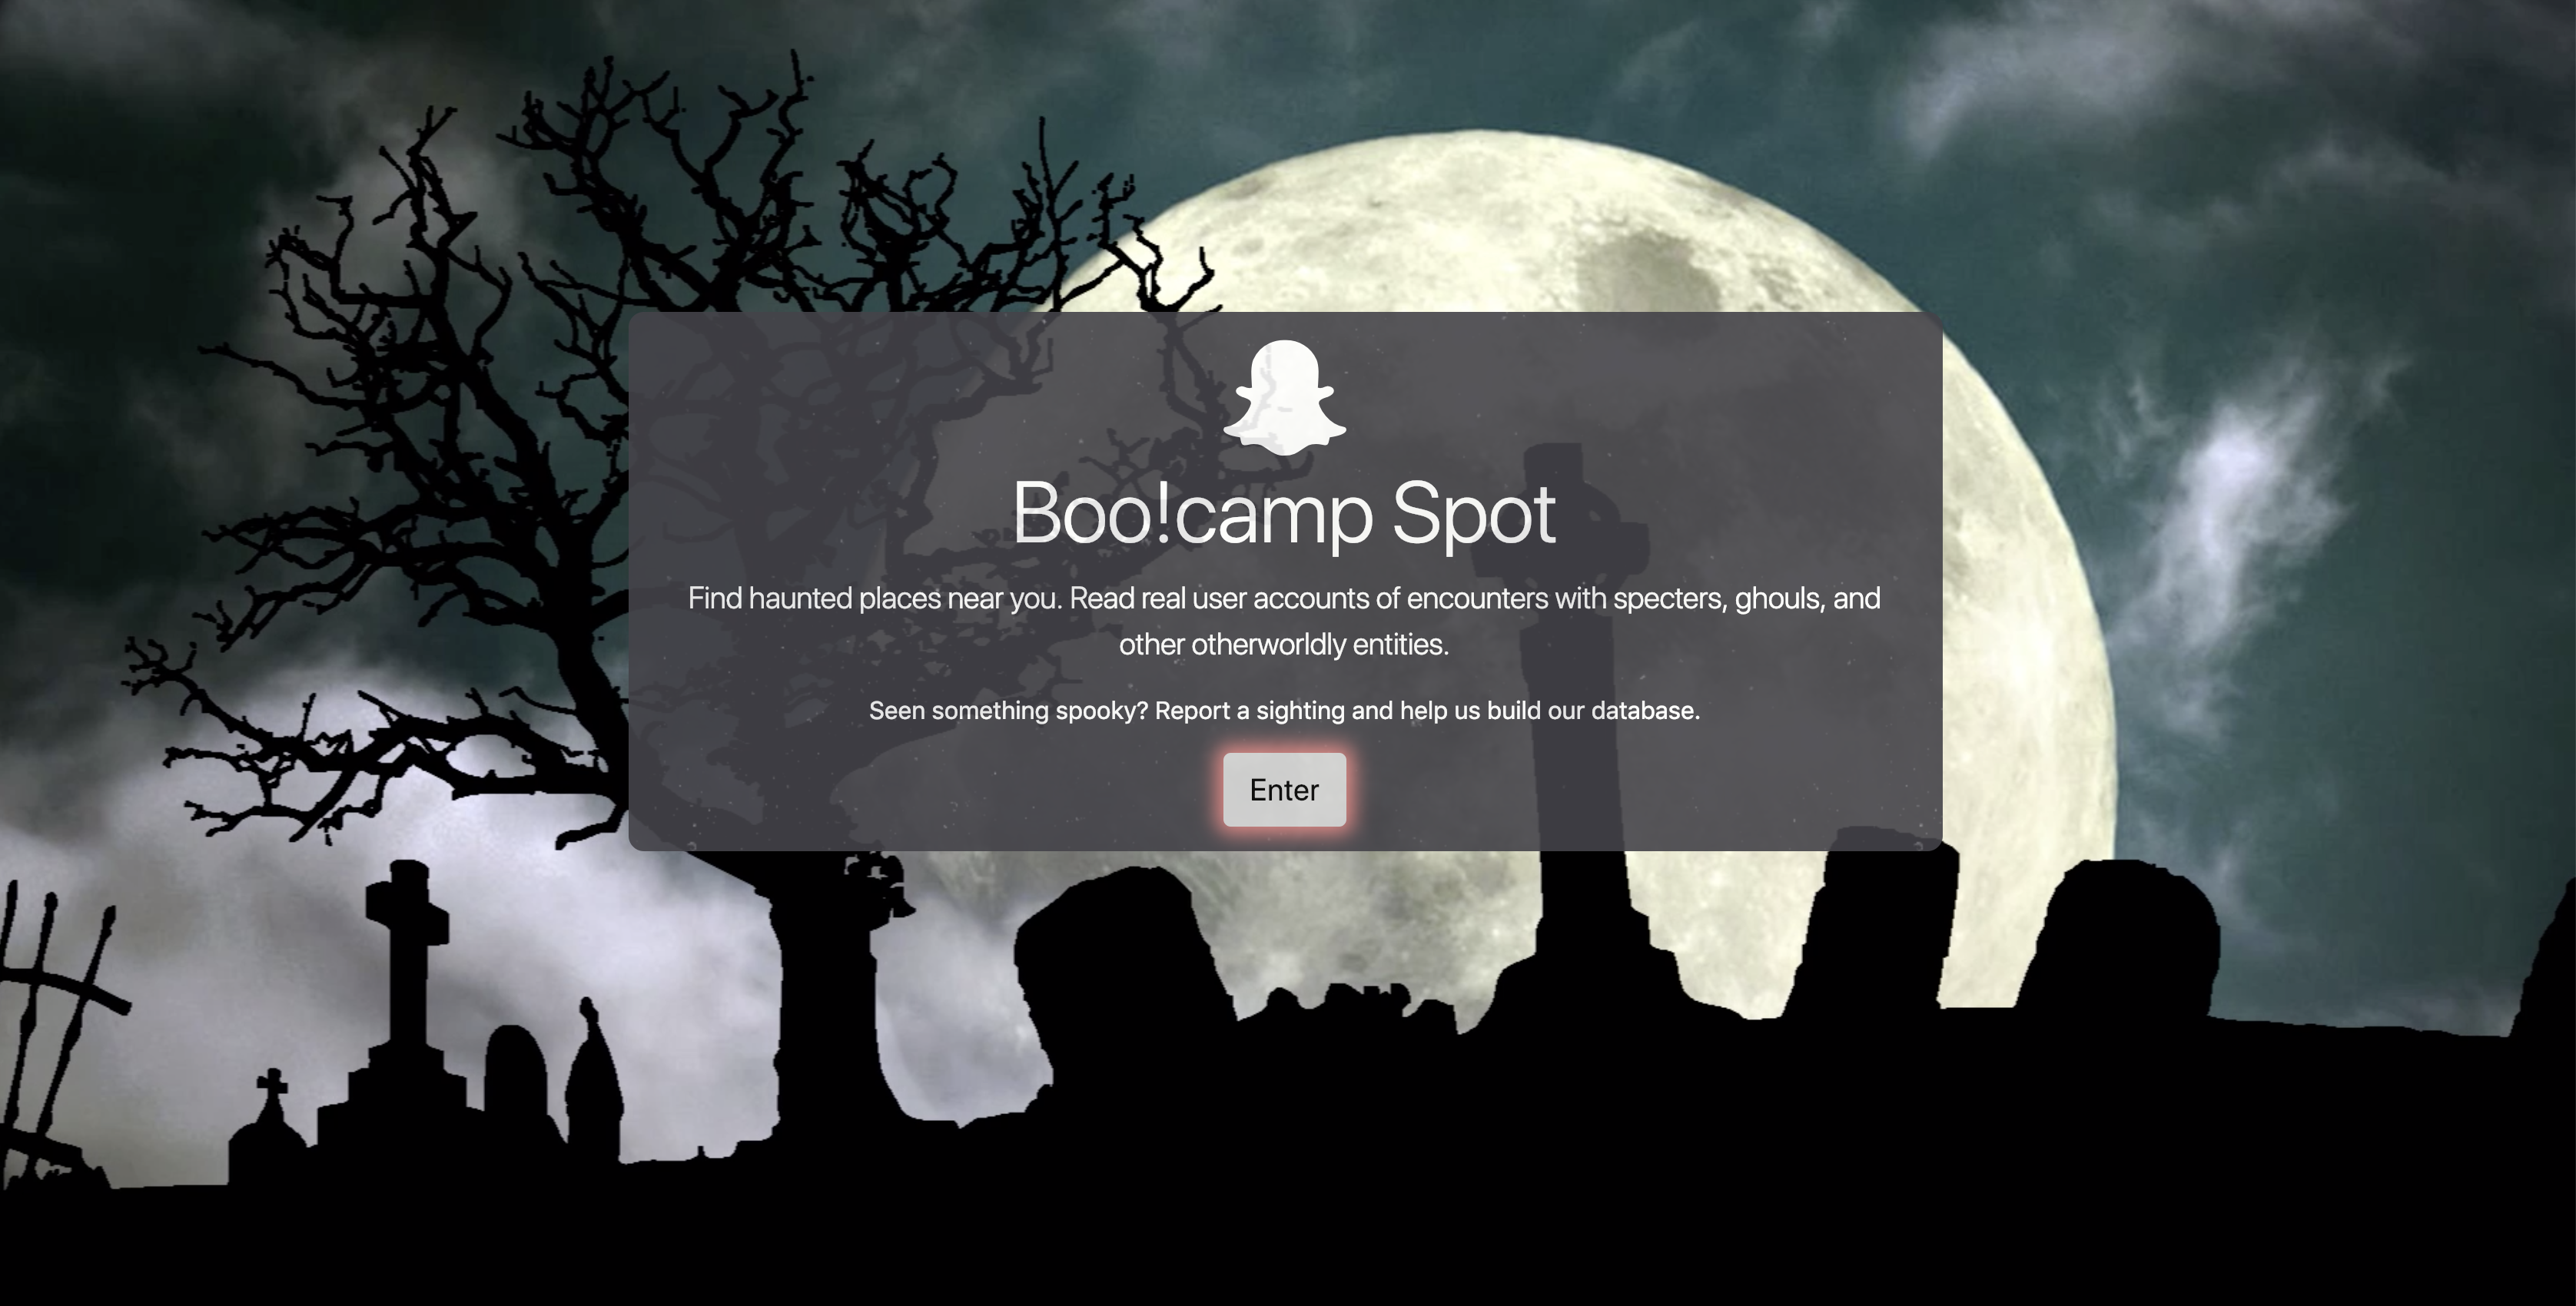 Boo!camp Spot
Find haunted places near you. Read real user accounts of encounters with specters, ghouls, and
other otherworldly entities.
Seen something spooky? Report a sighting and help us build our database.
Enter